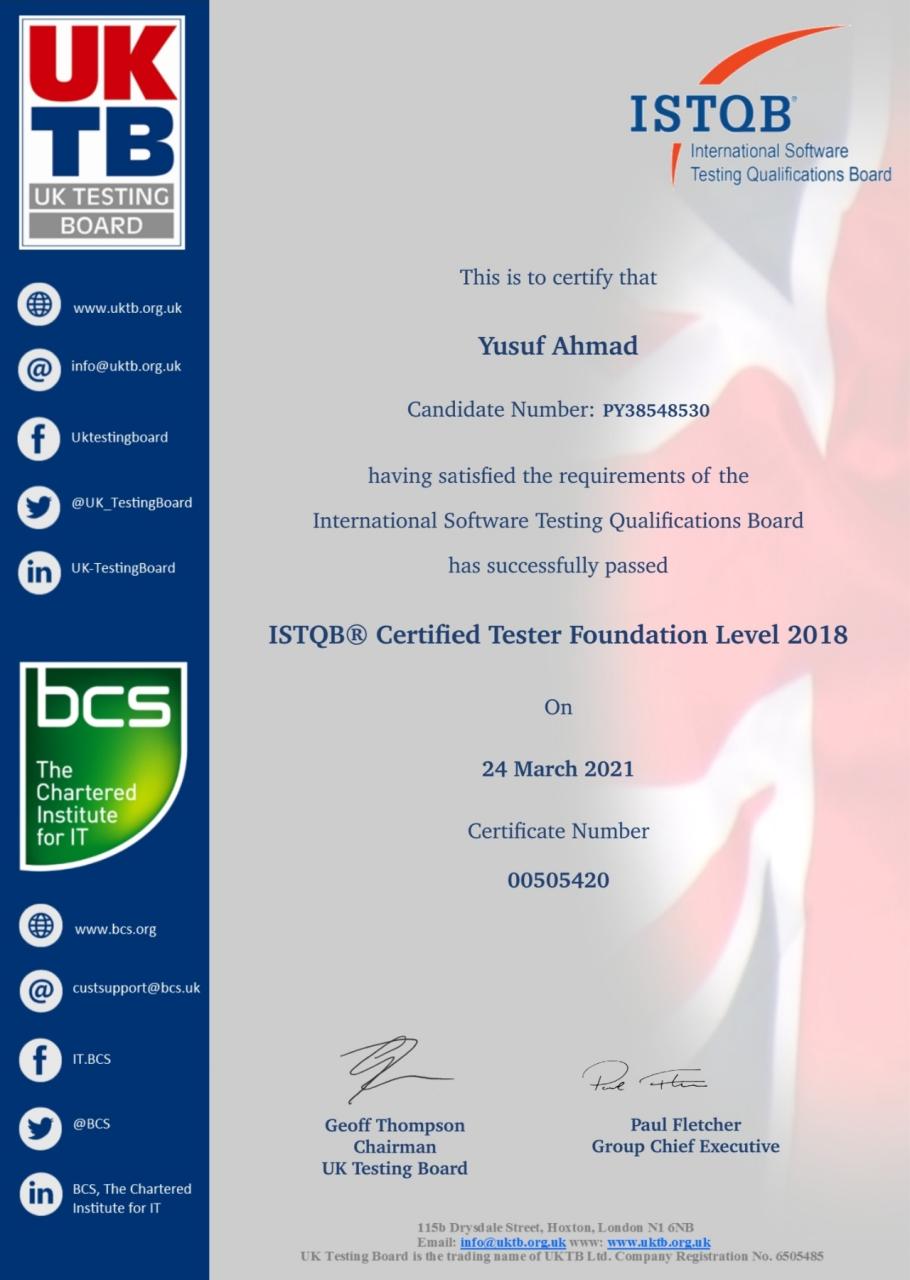 UK
TB
UK TESTING
BOARD
www.uktb.org.uk
info@uktb.org.uk
Uktestingboard
@UK_TestingBoard
UK-TestingBoard
bcs
The
Chartered
Institute
for IT
www.bcs.org
custsupport@bcs.uk
IT.BCS
@BCS
BCS, The Chartered
Institute for IT
ISTQB®
International Software
Testing Qualifications Board
This is to certify that
Yusuf Ahmad
Candidate Number: PY38548530
having satisfied the requirements of the
International Software Testing Qualifications Board
has successfully passed
ISTQB® Certified Tester Foundation Level 2018
On
24 March 2021
Certificate Number
00505420
Geoff Thompson
Chairman
UK Testing Board
Paul Fletcher
Group Chief Executive
115b Drysdale Street, Hoxton, London N1 6NB
Email: info@uktb.org.uk www: www.uktb.org.uk
UK Testing Board is the trading name of UKTB Ltd. Company Registration No. 6505485